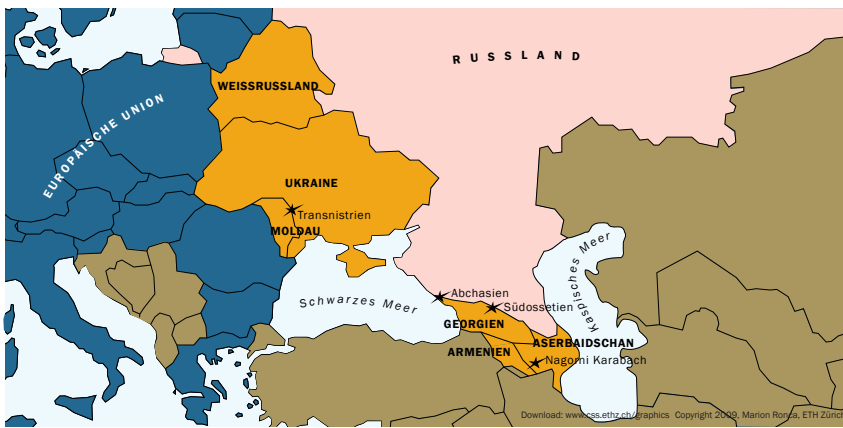 RUSSLAND
WEISSRUSSLAND
EUROPÄISCHE UNION
UKRAINE
Transnistrien
MOLDAU
Kaspisches Meer
Schwarzes Meer
Abchasien
Südossetien
GEORGIEN
ASERBAIDSCHAN
ARMENIEN
Nagorni Karabach
Download: www.css.ethz.ch/graphics Copyright 2009, Marion Ronca, ETH Zürich